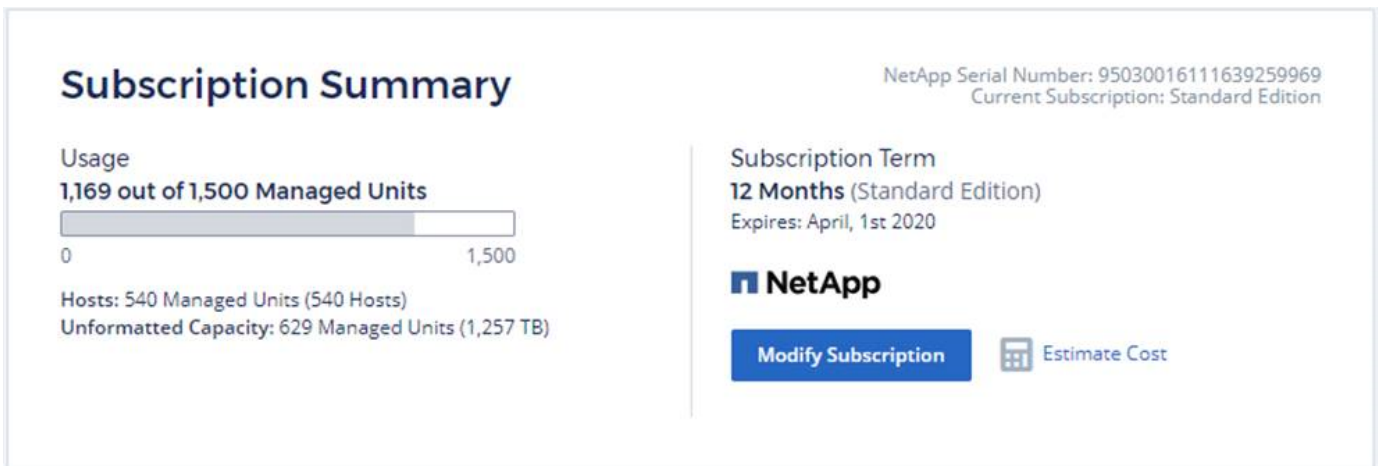 Subscription Summary
NetApp Serial Number: 95030016111639259969
Current Subscription: Standard Edition
Usage
1,169 out of 1,500 Managed Units
0
1,500
Hosts: 540 Managed Units (540 Hosts)
Unformatted Capacity: 629 Managed Units (1,257 TB)
Subscription Term
12 Months (Standard Edition)
Expires: April, 1st 2020
NetApp
Modify Subscription
Estimate Cost